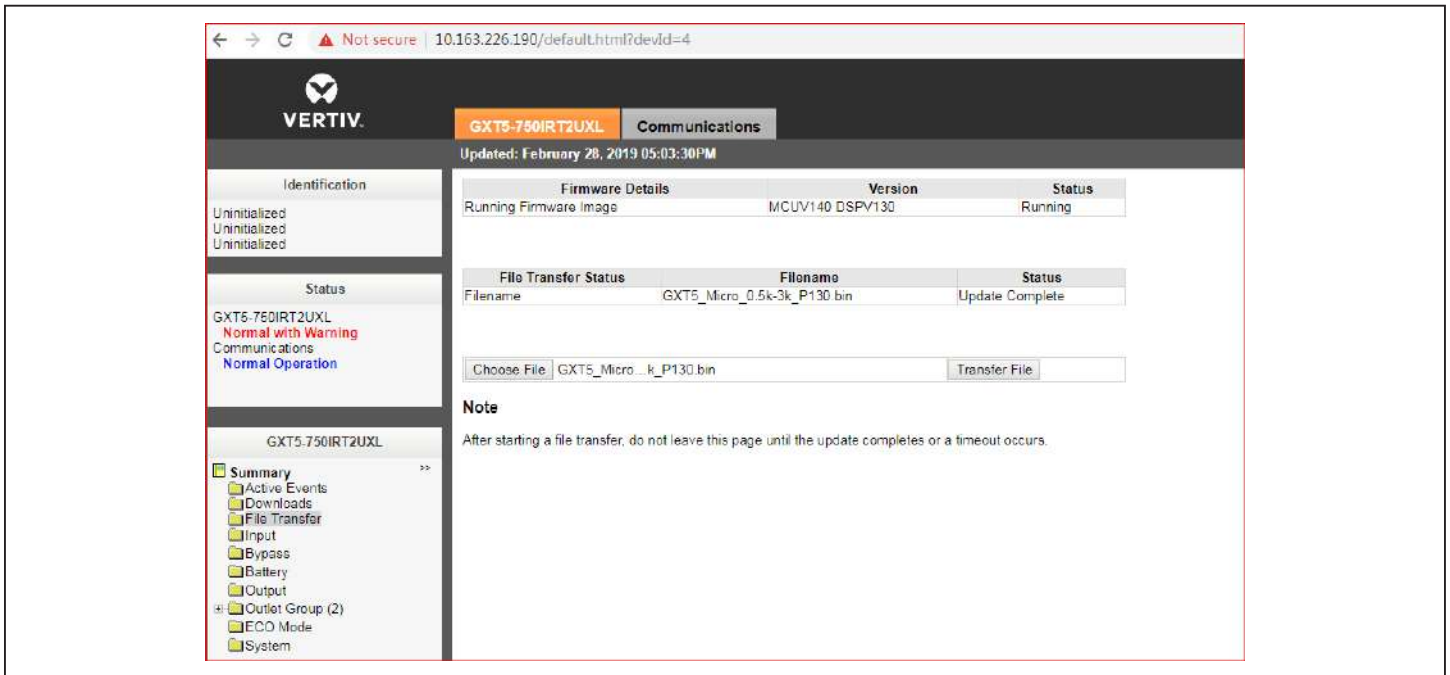 Not secure 10.163.226.190/default.html?devId=4
VERTIV.
GXT5-750IRT2UXL Communications
Updated: February 28, 2019 05:03:30PM
Identification
Uninitialized
Uninitialized
Uninitialized
Status
GXT5-750IRT2UXL
Normal with Warning
Communications
Normal Operation
GXT5-750IRT2UXL
Summary >>
Active Events
Downloads
File Transfer
Input
Bypass
Battery
Output
Outlet Group (2)
ECO Mode
System
Firmware Details Version Status
Running Firmware Image MCUV140 DSPV130 Running
File Transfer Status Filename Status
Filename GXT5_Micro_0.5k-3k_P130.bin Update Complete
Choose File GXT5_Micro...k_P130.bin Transfer File
Note
After starting a file transfer, do not leave this page until the update completes or a timeout occurs.